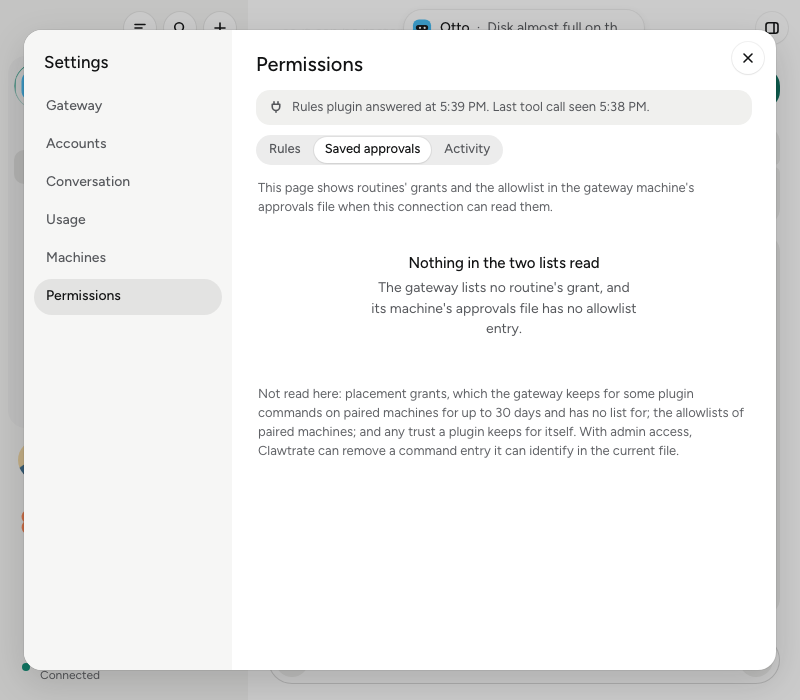 Otto · Disk almost full on th
Settings
Gateway
Accounts
Conversation
Usage
Machines
Permissions
Permissions
Rules plugin answered at 5:39 PM. Last tool call seen 5:38 PM.
Rules Saved approvals Activity
This page shows routines' grants and the allowlist in the gateway machine's
approvals file when this connection can read them.
Nothing in the two lists read
The gateway lists no routine's grant, and
its machine's approvals file has no allowlist
entry.
Not read here: placement grants, which the gateway keeps for some plugin
commands on paired machines for up to 30 days and has no list for; the allowlists of
paired machines; and any trust a plugin keeps for itself. With admin access,
Clawtrate can remove a command entry it can identify in the current file.
Connected